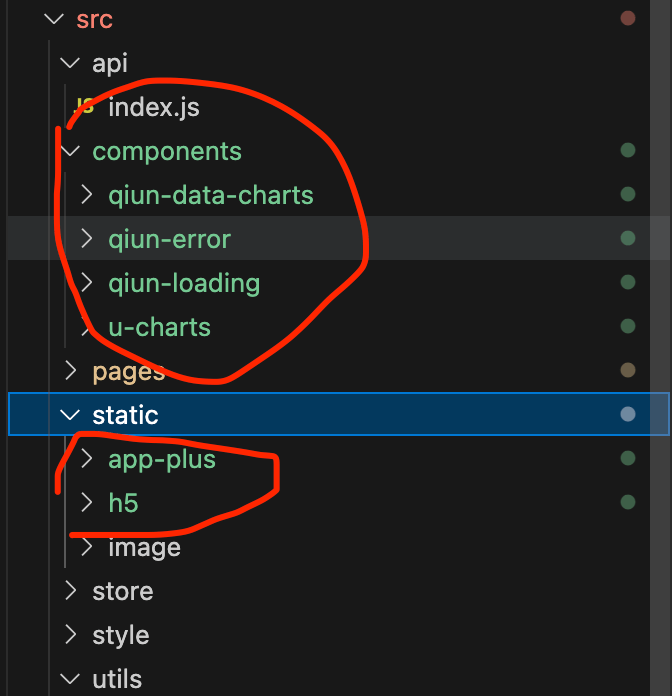 src
api
JS index.js
components
qiun-data-charts
qiun-error
qiun-loading
u-charts
pages
static
app-plus
h5
image
store
style
utils